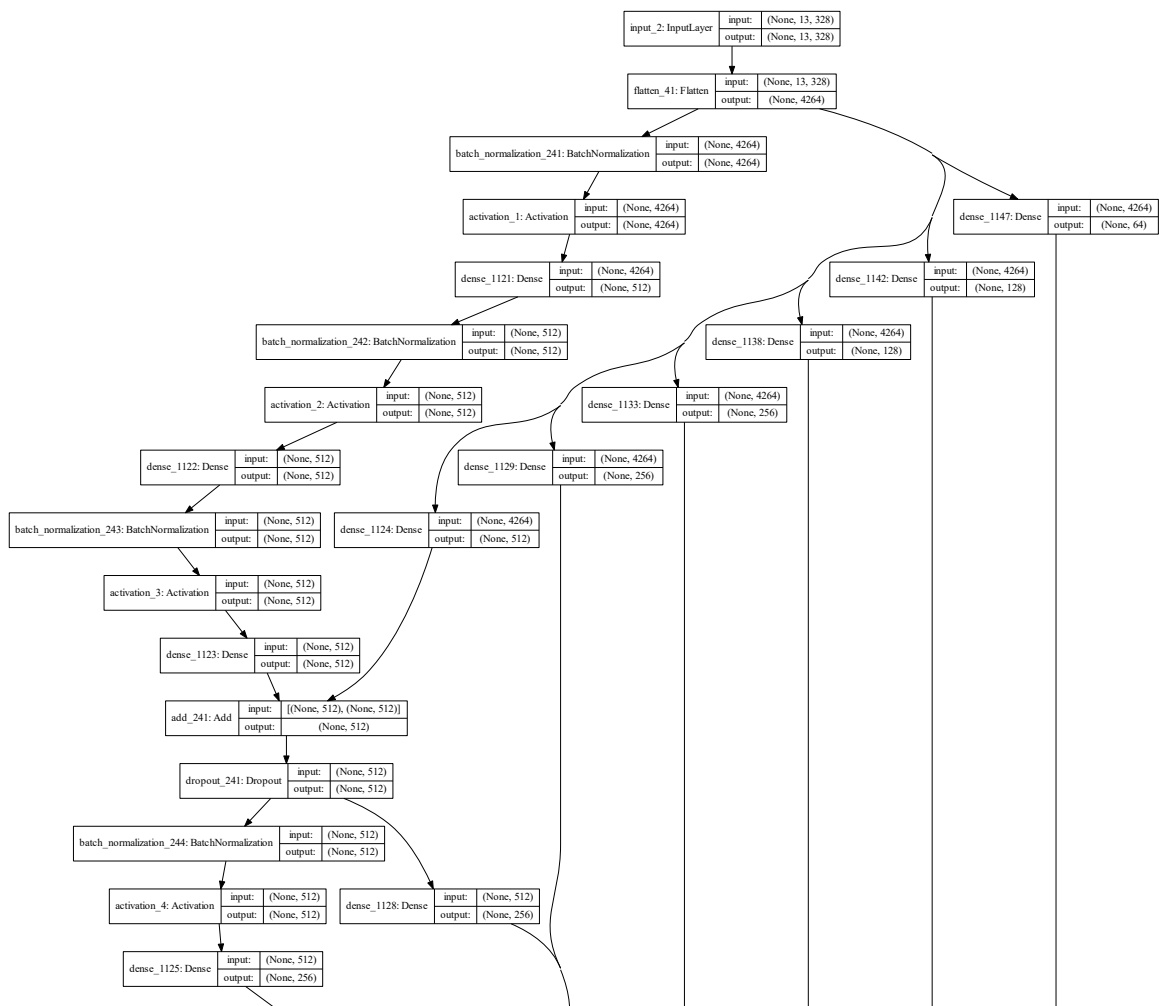 input_2: InputLayer
input: (None, 13, 328)
output: (None, 13, 328)
flatten_41: Flatten
input: (None, 13, 328)
output: (None, 4264)
batch_normalization_241: BatchNormalization
input: (None, 4264)
output: (None, 4264)
activation_1: Activation
input: (None, 4264)
output: (None, 4264)
dense_1147: Dense
input: (None, 4264)
output: (None, 64)
dense_1121: Dense
input: (None, 4264)
output: (None, 512)
dense_1142: Dense
input: (None, 4264)
output: (None, 128)
batch_normalization_242: BatchNormalization
input: (None, 512)
output: (None, 512)
dense_1138: Dense
input: (None, 4264)
output: (None, 128)
activation_2: Activation
input: (None, 512)
output: (None, 512)
dense_1133: Dense
input: (None, 4264)
output: (None, 256)
dense_1122: Dense
input: (None, 512)
output: (None, 512)
dense_1129: Dense
input: (None, 4264)
output: (None, 256)
batch_normalization_243: BatchNormalization
input: (None, 512)
output: (None, 512)
dense_1124: Dense
input: (None, 4264)
output: (None, 512)
activation_3: Activation
input: (None, 512)
output: (None, 512)
dense_1123: Dense
input: (None, 512)
output: (None, 512)
add_241: Add
input: [(None, 512), (None, 512)]
output: (None, 512)
dropout_241: Dropout
input: (None, 512)
output: (None, 512)
batch_normalization_244: BatchNormalization
input: (None, 512)
output: (None, 512)
activation_4: Activation
input: (None, 512)
output: (None, 512)
dense_1128: Dense
input: (None, 512)
output: (None, 256)
dense_1125: Dense
input: (None, 512)
output: (None, 256)